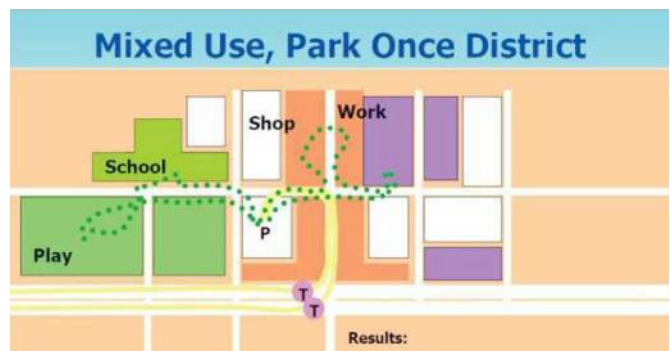 Mixed Use, Park Once District
Shop
Work
School
P
Play
T
T
Results: